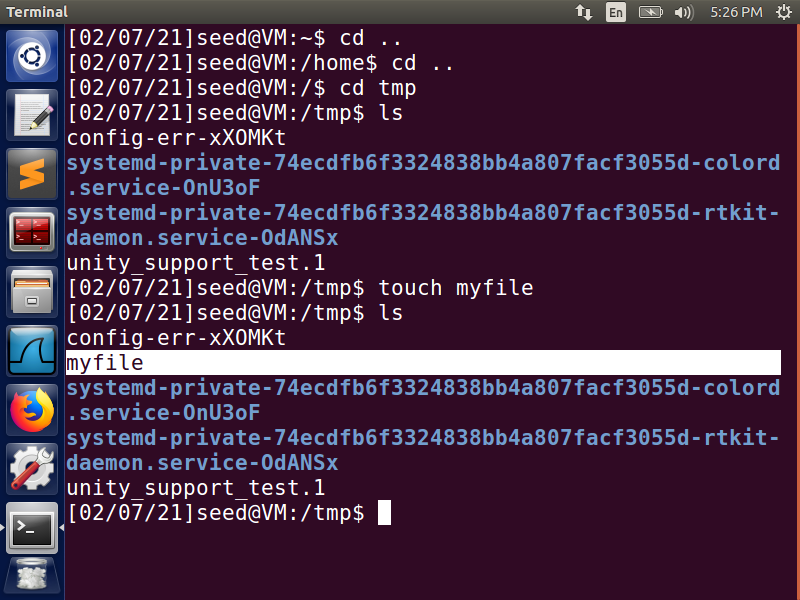 Terminal
En
5:26 PM
[02/07/21]seed@VM:~$ cd ..
[02/07/21]seed@VM:/home$ cd ..
[02/07/21]seed@VM:/$ cd tmp
[02/07/21]seed@VM:/tmp$ ls
config-err-xXOMKt
systemd-private-74ecdfb6f3324838bb4a807facf3055d-colord
.service-OnU3oF
systemd-private-74ecdfb6f3324838bb4a807facf3055d-rtkit-
daemon.service-OdANSx
unity_support_test.1
[02/07/21]seed@VM:/tmp$ touch myfile
[02/07/21]seed@VM:/tmp$ ls
config-err-xXOMKt
myfile
systemd-private-74ecdfb6f3324838bb4a807facf3055d-colord
.service-OnU3oF
systemd-private-74ecdfb6f3324838bb4a807facf3055d-rtkit-
daemon.service-OdANSx
unity_support_test.1
[02/07/21]seed@VM:/tmp$